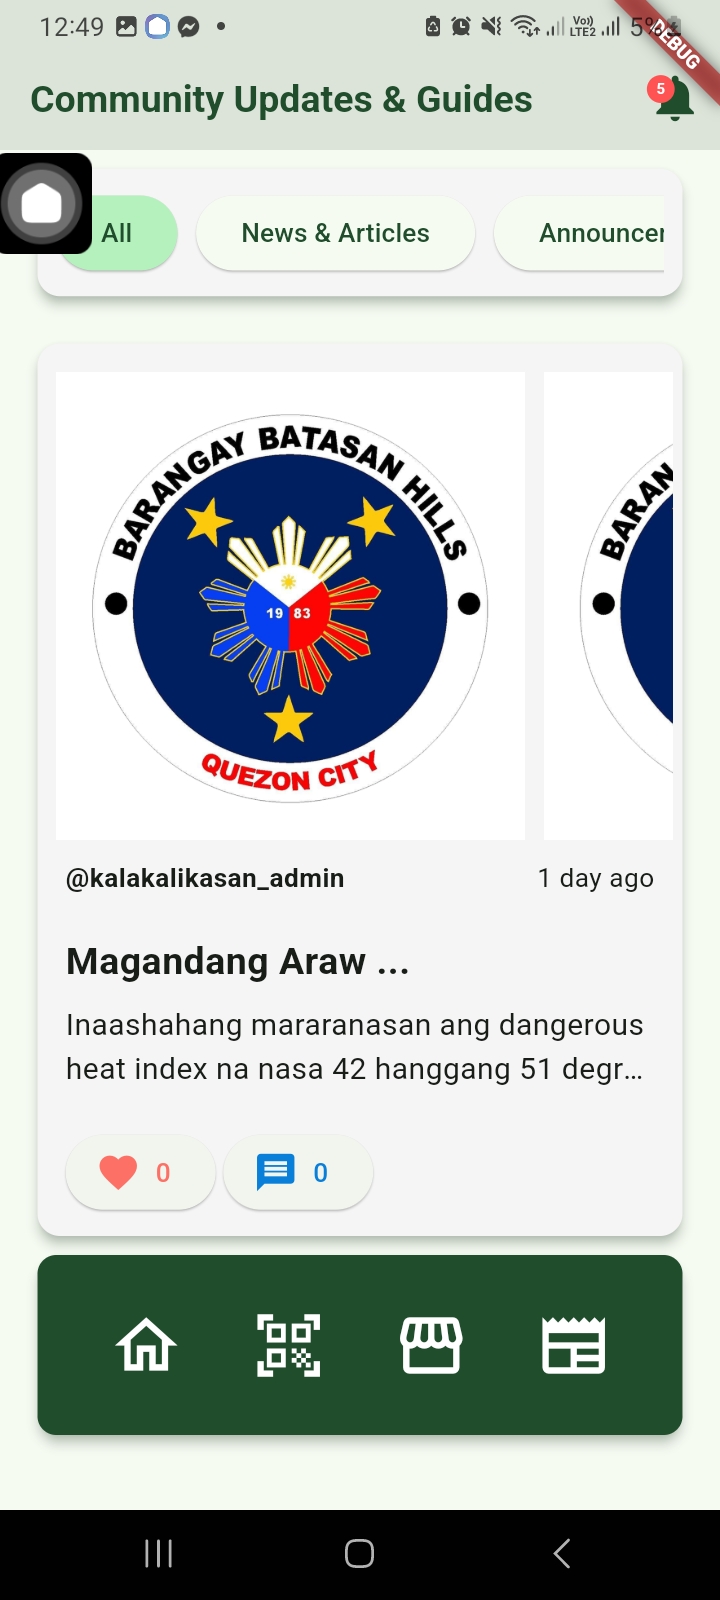 12:49
Vo))
LTE2
5%
DEBUG
Community Updates & Guides
5
All
News & Articles
BARANGAY BATASAN HILLS
19 83
QUEZON CITY
@kalakalikasan_admin
1 day ago
Magandang Araw ...
Inaashahang mararanasan ang dangerous
heat index na nasa 42 hanggang 51 degr…
0
0